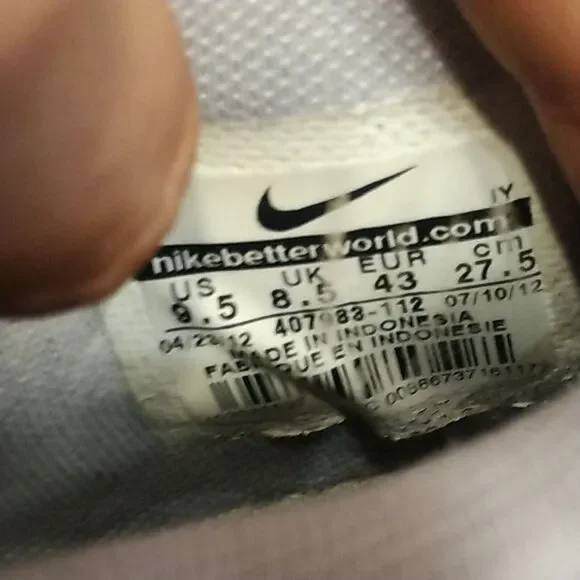 IY
nikebetterworld.com
US UK EUR cm
9.5 8.5 43 27.5
04/23/12 407983-112 07/10/12
MADE IN INDONESIA
FABRIQUE EN INDONESIE